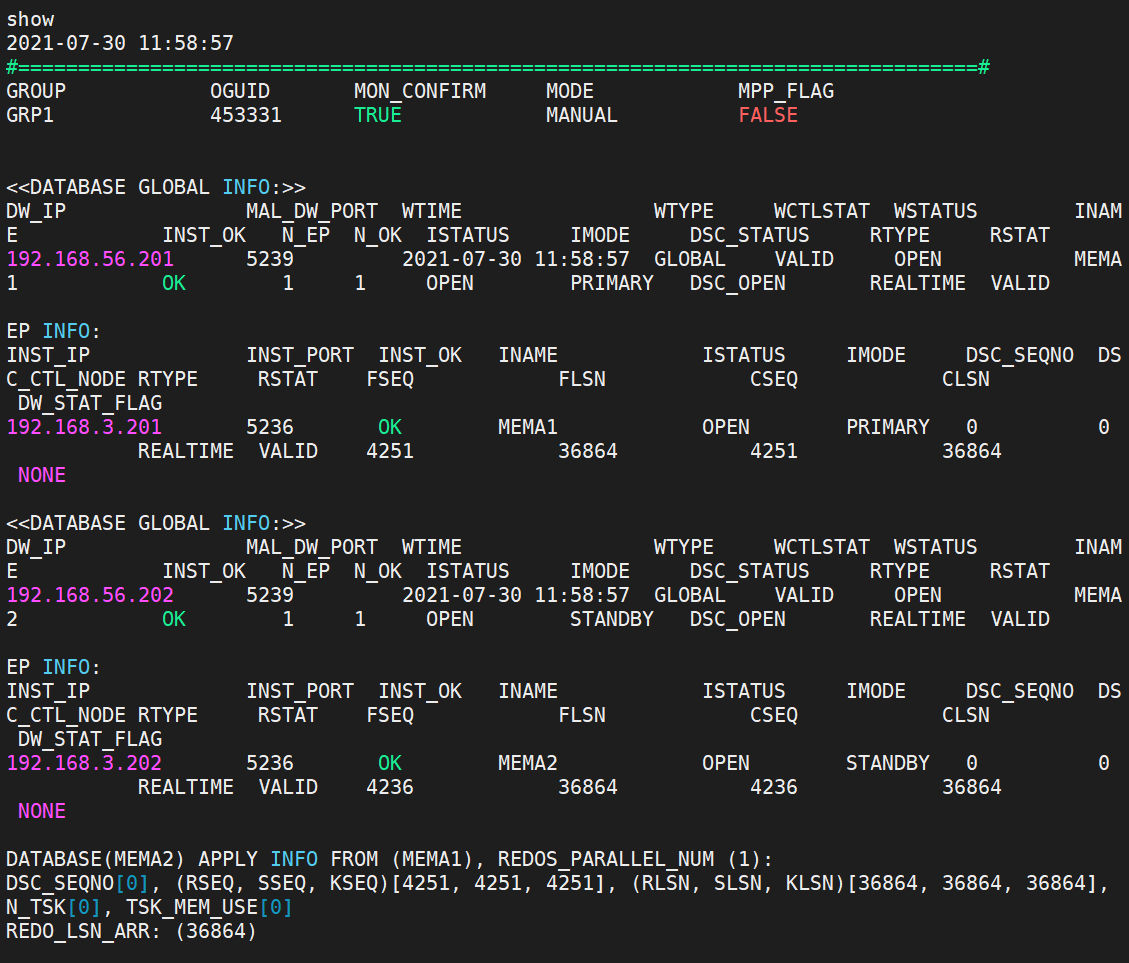 show
2021-07-30 11:58:57
#================================================================================#
GROUP            OGUID       MON_CONFIRM     MODE            MPP_FLAG
GRP1             453331      TRUE            MANUAL          FALSE
<<DATABASE GLOBAL INFO:>>
DW_IP               MAL_DW_PORT  WTIME                WTYPE     WCTLSTAT  WSTATUS        INAM
E            INST_OK   N_EP  N_OK  ISTATUS     IMODE     DSC_STATUS     RTYPE     RSTAT
192.168.56.201      5239         2021-07-30 11:58:57  GLOBAL    VALID     OPEN           MEMA
1            OK        1     1     OPEN        PRIMARY   DSC_OPEN       REALTIME  VALID
EP INFO:
INST_IP             INST_PORT  INST_OK   INAME            ISTATUS     IMODE     DSC_SEQNO  DS
C_CTL_NODE RTYPE     RSTAT    FSEQ            FLSN            CSEQ            CLSN
 DW_STAT_FLAG
192.168.3.201       5236       OK        MEMA1            OPEN        PRIMARY   0          0
           REALTIME  VALID    4251            36864           4251            36864
 NONE
<<DATABASE GLOBAL INFO:>>
DW_IP               MAL_DW_PORT  WTIME                WTYPE     WCTLSTAT  WSTATUS        INAM
E            INST_OK   N_EP  N_OK  ISTATUS     IMODE     DSC_STATUS     RTYPE     RSTAT
192.168.56.202      5239         2021-07-30 11:58:57  GLOBAL    VALID     OPEN           MEMA
2            OK        1     1     OPEN        STANDBY   DSC_OPEN       REALTIME  VALID
EP INFO:
INST_IP             INST_PORT  INST_OK   INAME            ISTATUS     IMODE     DSC_SEQNO  DS
C_CTL_NODE RTYPE     RSTAT    FSEQ            FLSN            CSEQ            CLSN
 DW_STAT_FLAG
192.168.3.202       5236       OK        MEMA2            OPEN        STANDBY   0          0
           REALTIME  VALID    4236            36864           4236            36864
 NONE
DATABASE(MEMA2) APPLY INFO FROM (MEMA1), REDOS_PARALLEL_NUM (1):
DSC_SEQNO[0], (RSEQ, SSEQ, KSEQ)[4251, 4251, 4251], (RLSN, SLSN, KLSN)[36864, 36864, 36864],
N_TSK[0], TSK_MEM_USE[0]
REDO_LSN_ARR: (36864)